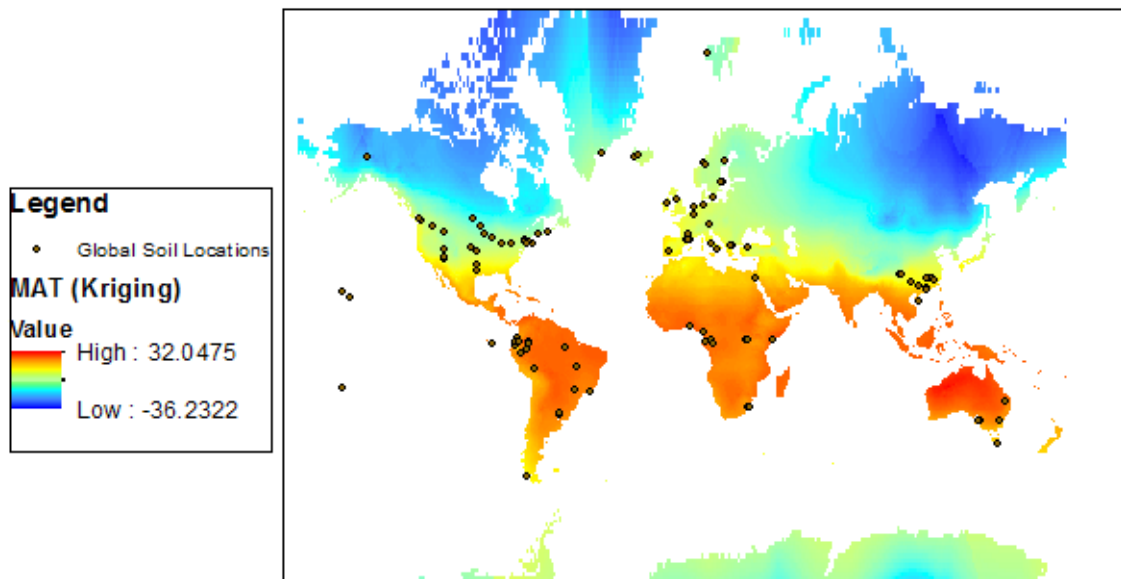 Legend
Global Soil Locations
MAT (Kriging)
Value
High : 32.0475
Low : -36.2322